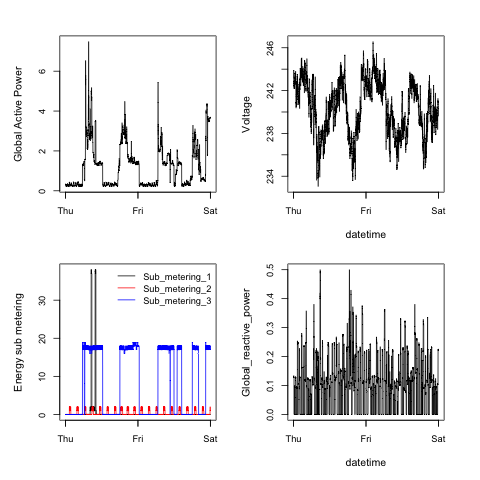 Global Active Power
0 2 4 6
Thu Fri Sat
Voltage
234 238 242 246
Thu Fri Sat
datetime
Energy sub metering
0 10 20 30
Sub_metering_1
Sub_metering_2
Sub_metering_3
Thu Fri Sat
Global_reactive_power
0.0 0.1 0.2 0.3 0.4 0.5
Thu Fri Sat
datetime